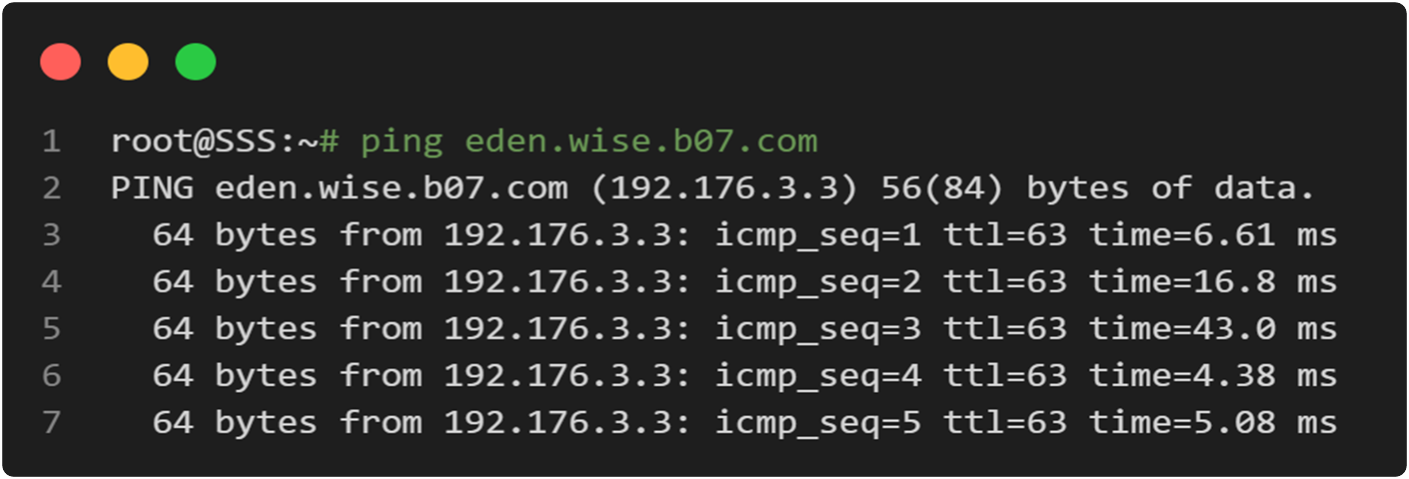 1 root@SSS:~# ping eden.wise.b07.com
2 PING eden.wise.b07.com (192.176.3.3) 56(84) bytes of data.
3 64 bytes from 192.176.3.3: icmp_seq=1 ttl=63 time=6.61 ms
4 64 bytes from 192.176.3.3: icmp_seq=2 ttl=63 time=16.8 ms
5 64 bytes from 192.176.3.3: icmp_seq=3 ttl=63 time=43.0 ms
6 64 bytes from 192.176.3.3: icmp_seq=4 ttl=63 time=4.38 ms
7 64 bytes from 192.176.3.3: icmp_seq=5 ttl=63 time=5.08 ms